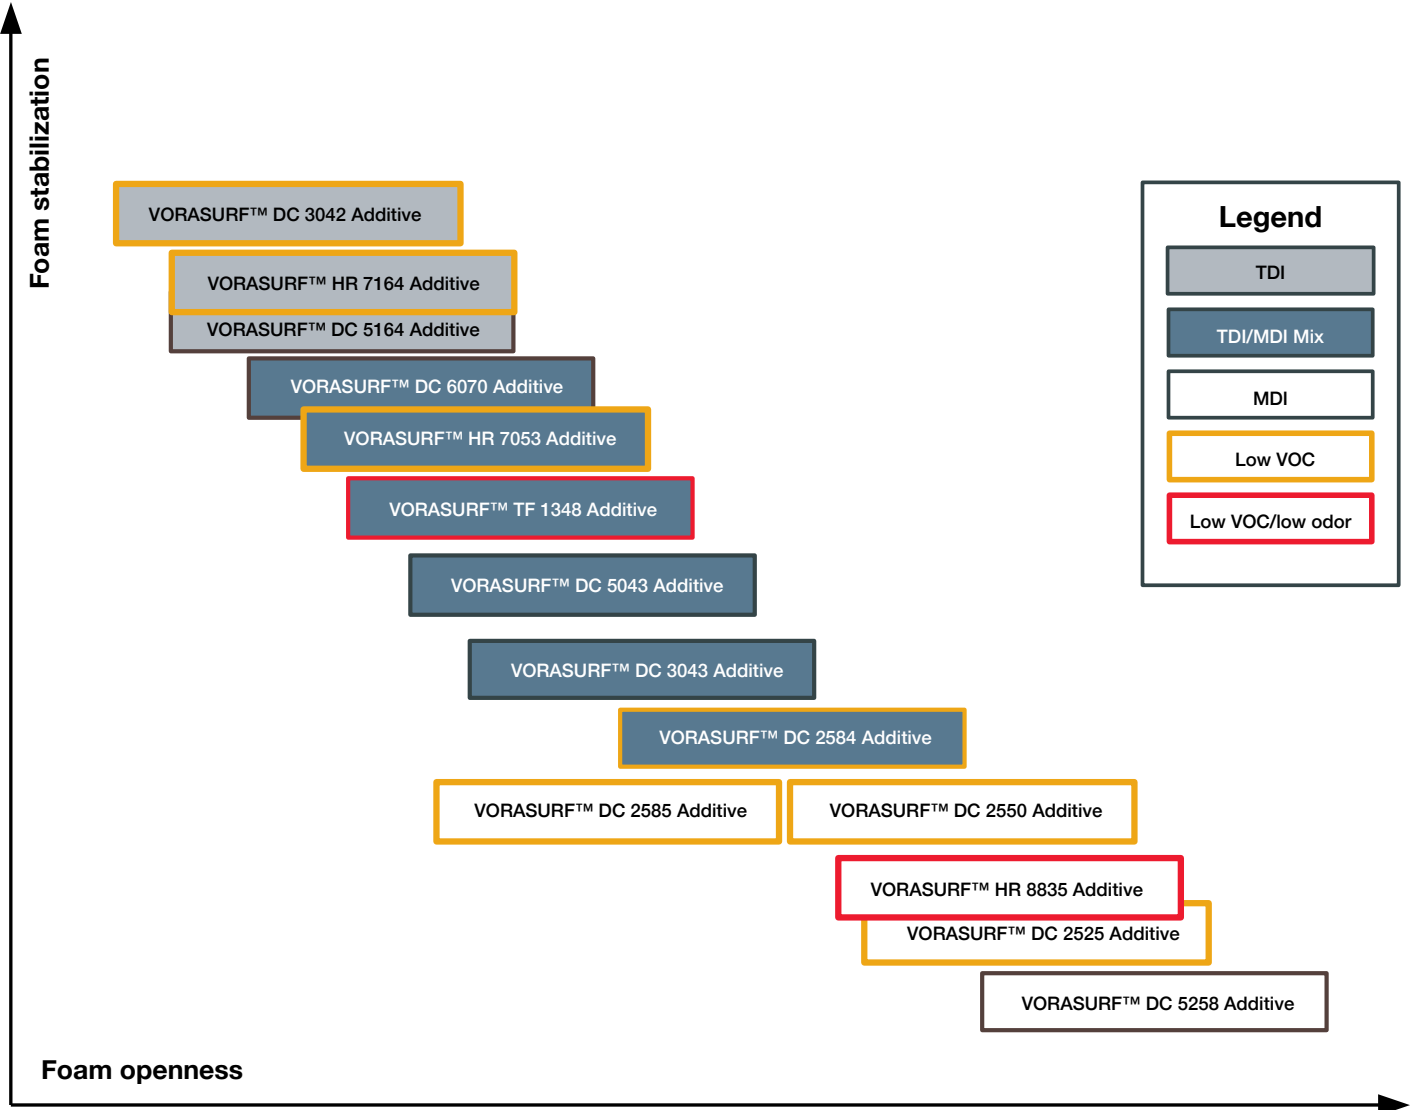 Foam stabilization
VORASURF™ DC 3042 Additive
VORASURF™ HR 7164 Additive
VORASURF™ DC 5164 Additive
VORASURF™ DC 6070 Additive
VORASURF™ HR 7053 Additive
VORASURF™ TF 1348 Additive
VORASURF™ DC 5043 Additive
VORASURF™ DC 3043 Additive
VORASURF™ DC 2584 Additive
VORASURF™ DC 2585 Additive
VORASURF™ DC 2550 Additive
VORASURF™ HR 8835 Additive
VORASURF™ DC 2525 Additive
VORASURF™ DC 5258 Additive
Foam openness
Legend
TDI
TDI/MDI Mix
MDI
Low VOC
Low VOC/low odor